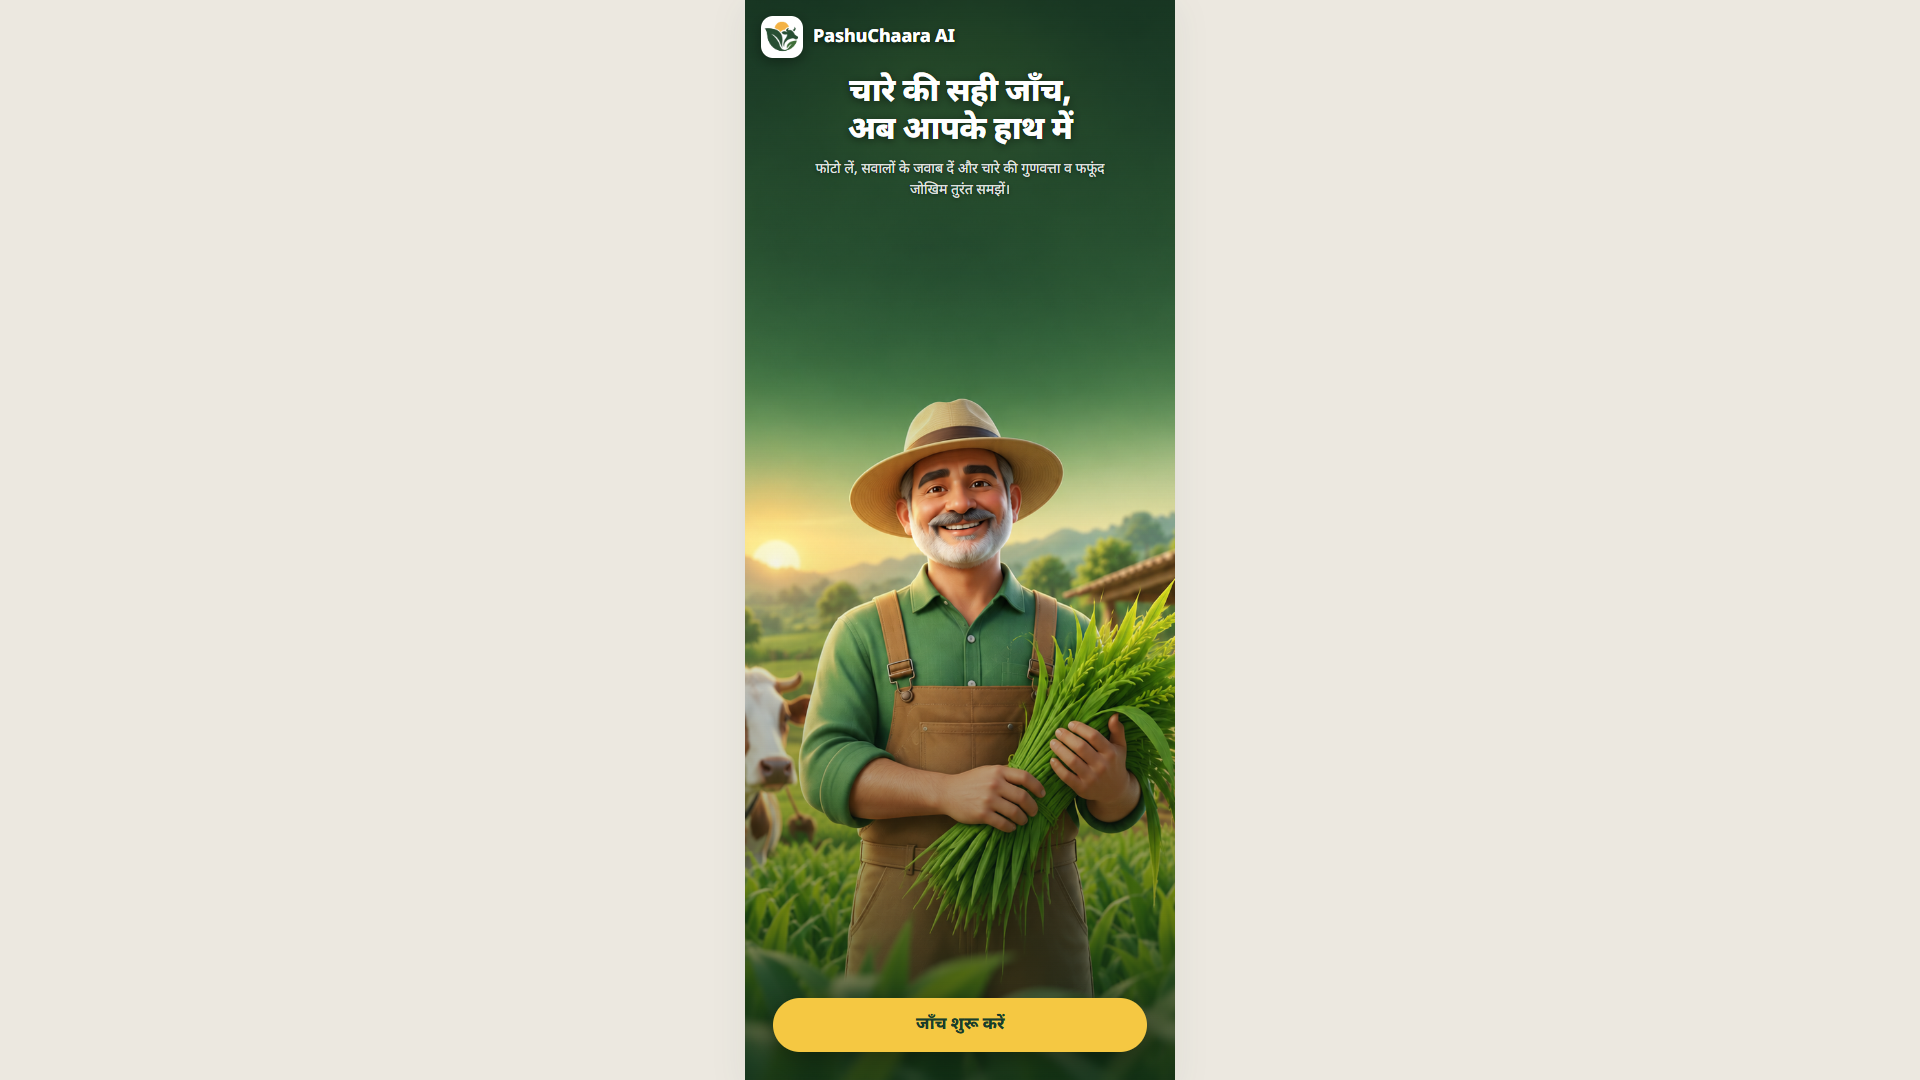 PashuChaara AI
चारे की सही जाँच,
अब आपके हाथ में
फोटो लें, सवालों के जवाब दें और चारे की गुणवत्ता व फफूंद
जोखिम तुरंत समझें।
जाँच शुरू करें